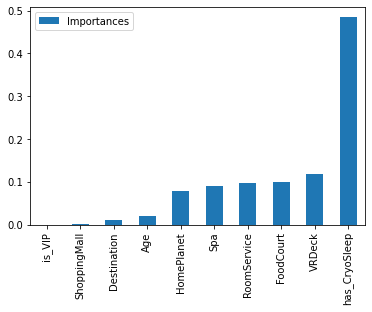 Importances
0.5
0.4
0.3
0.2
0.1
0.0
is_VIP
ShoppingMall
Destination
Age
HomePlanet
Spa
RoomService
FoodCourt
VRDeck
has_CryoSleep